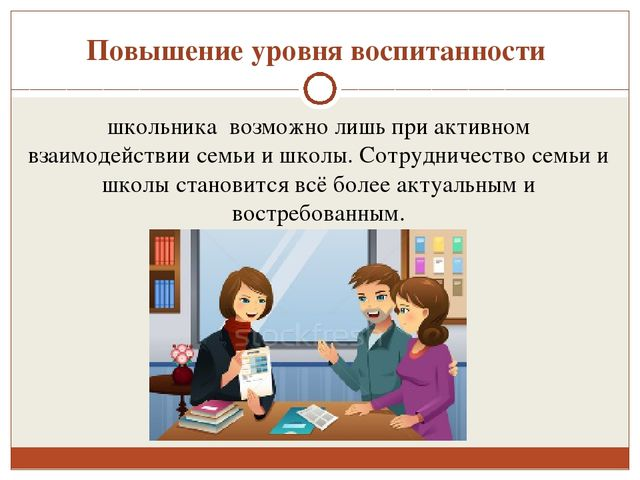 Повышение уровня воспитанности
школьника возможно лишь при активном
взаимодействии семьи и школы. Сотрудничество семьи и
школы становится всё более актуальным и
востребованным.
stockfres